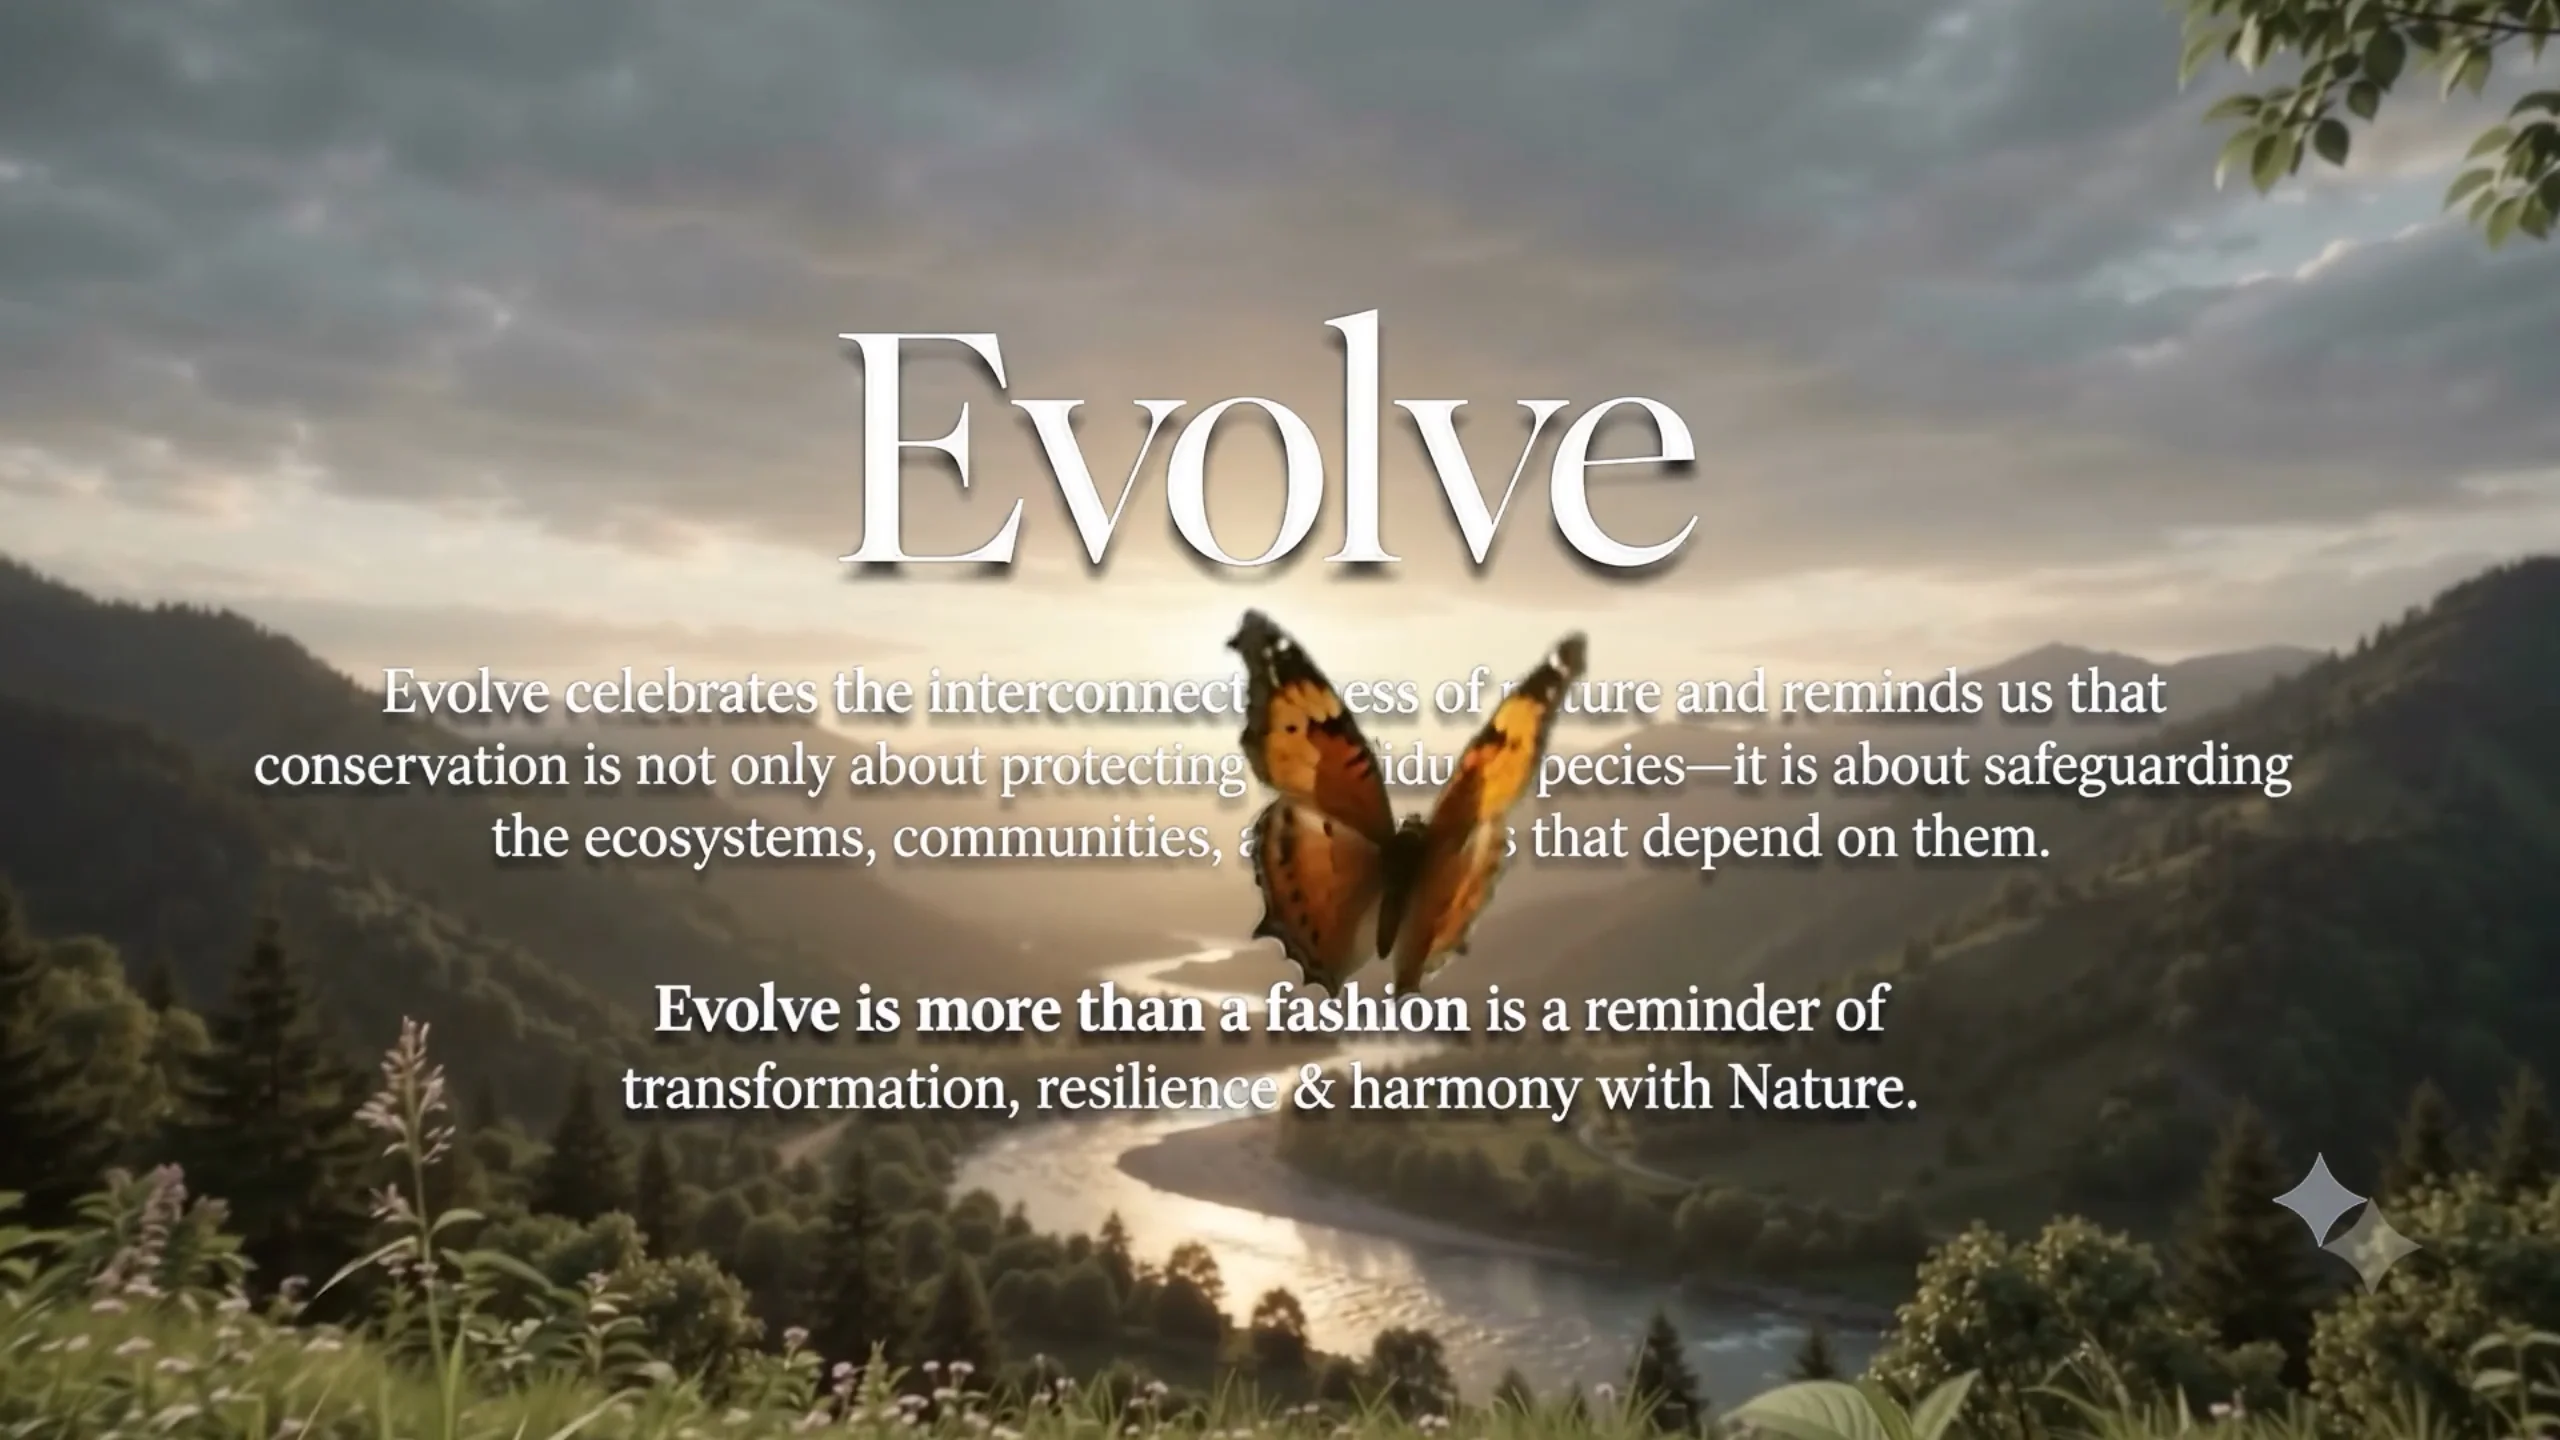 Evolve
Evolve celebrates the interconnect ess of ture and reminds us that
conservation is not only about protecting pecies—it is about safeguarding
the ecosystems, communities, that depend on them.
Evolve is more than a fashion is a reminder of
transformation, resilience & harmony with Nature.